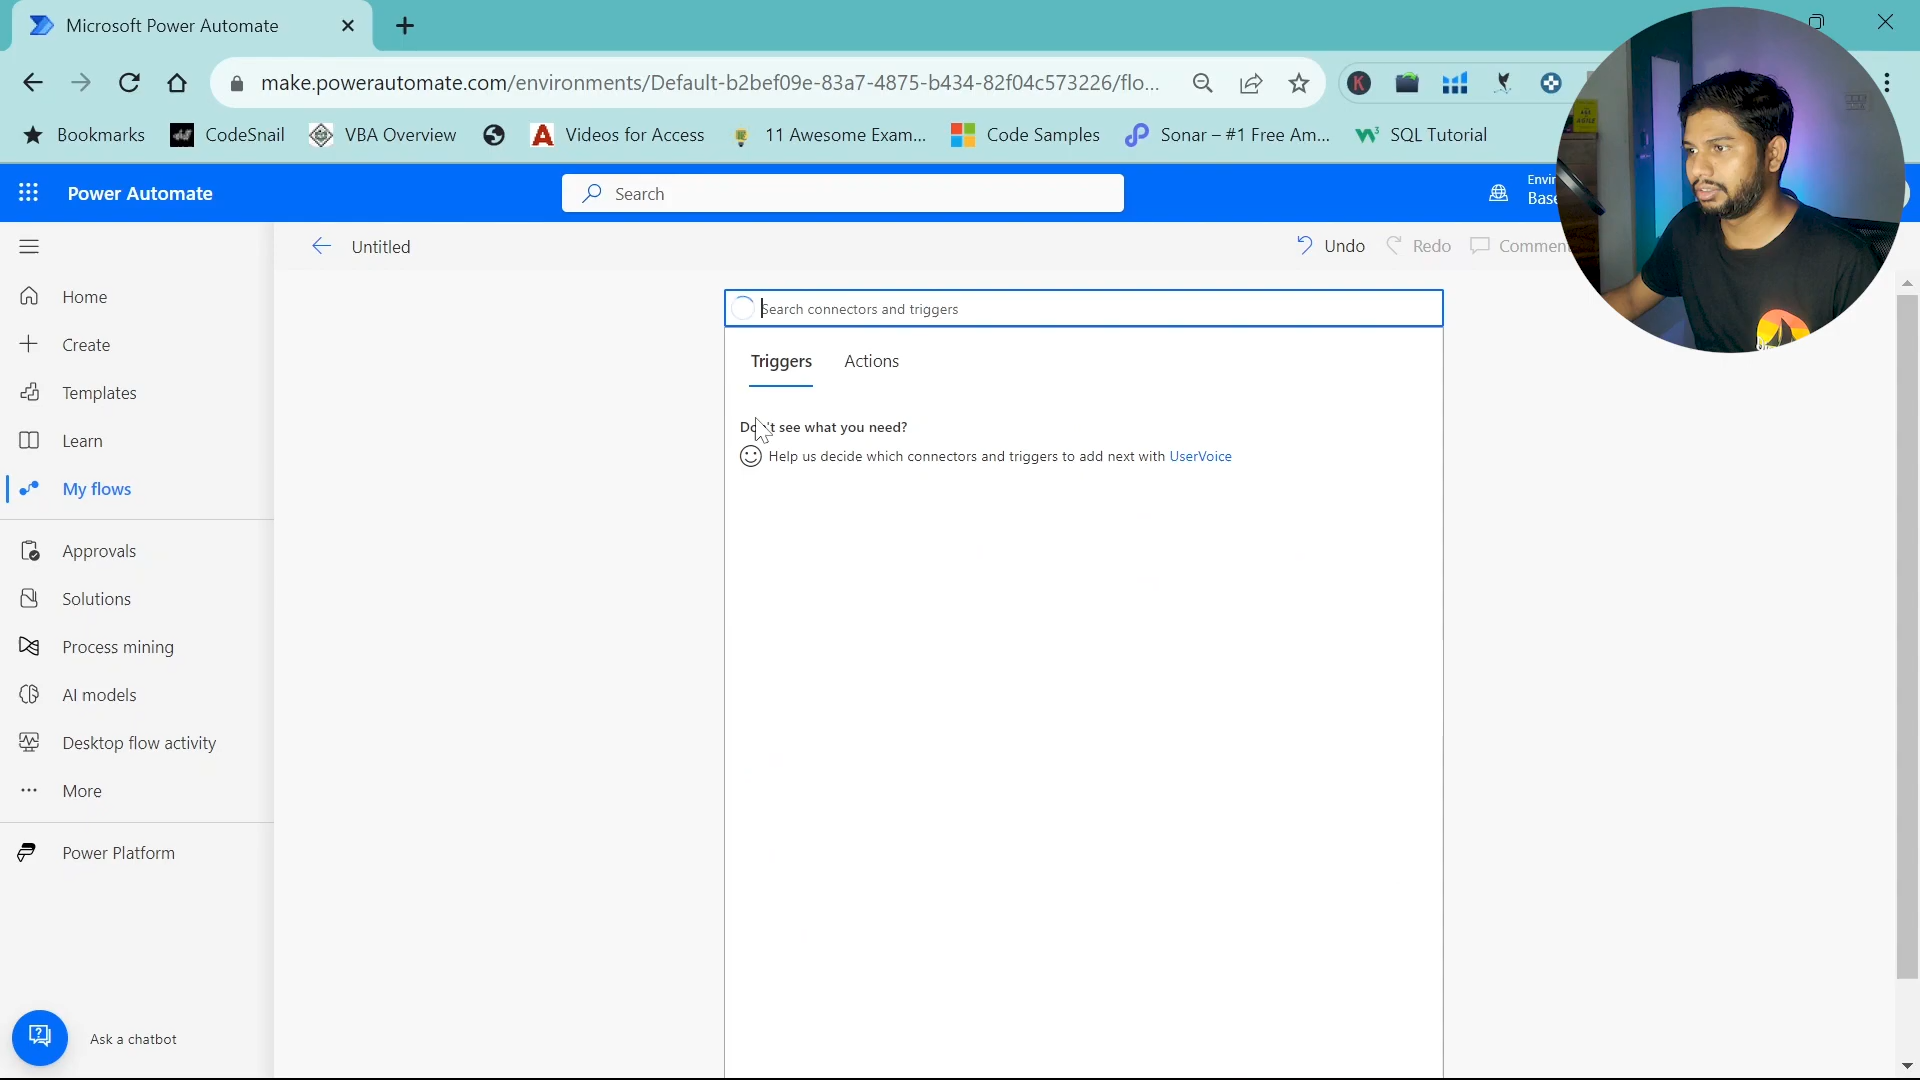 Microsoft Power Automate
make.powerautomate.com/environments/Default-b2bef09e-83a7-4875-b434-82f04c573226/flo...
Bookmarks
CodeSnail
VBA Overview
Videos for Access
11 Awesome Exam...
Code Samples
Sonar – #1 Free Am...
SQL Tutorial
Power Automate
Search
Envir
Base
Untitled
Undo
Redo
Commen
Home
Create
Templates
Learn
My flows
Approvals
Solutions
Process mining
AI models
Desktop flow activity
More
Power Platform
Ask a chatbot
Search connectors and triggers
Triggers
Actions
Don't see what you need?
Help us decide which connectors and triggers to add next with UserVoice